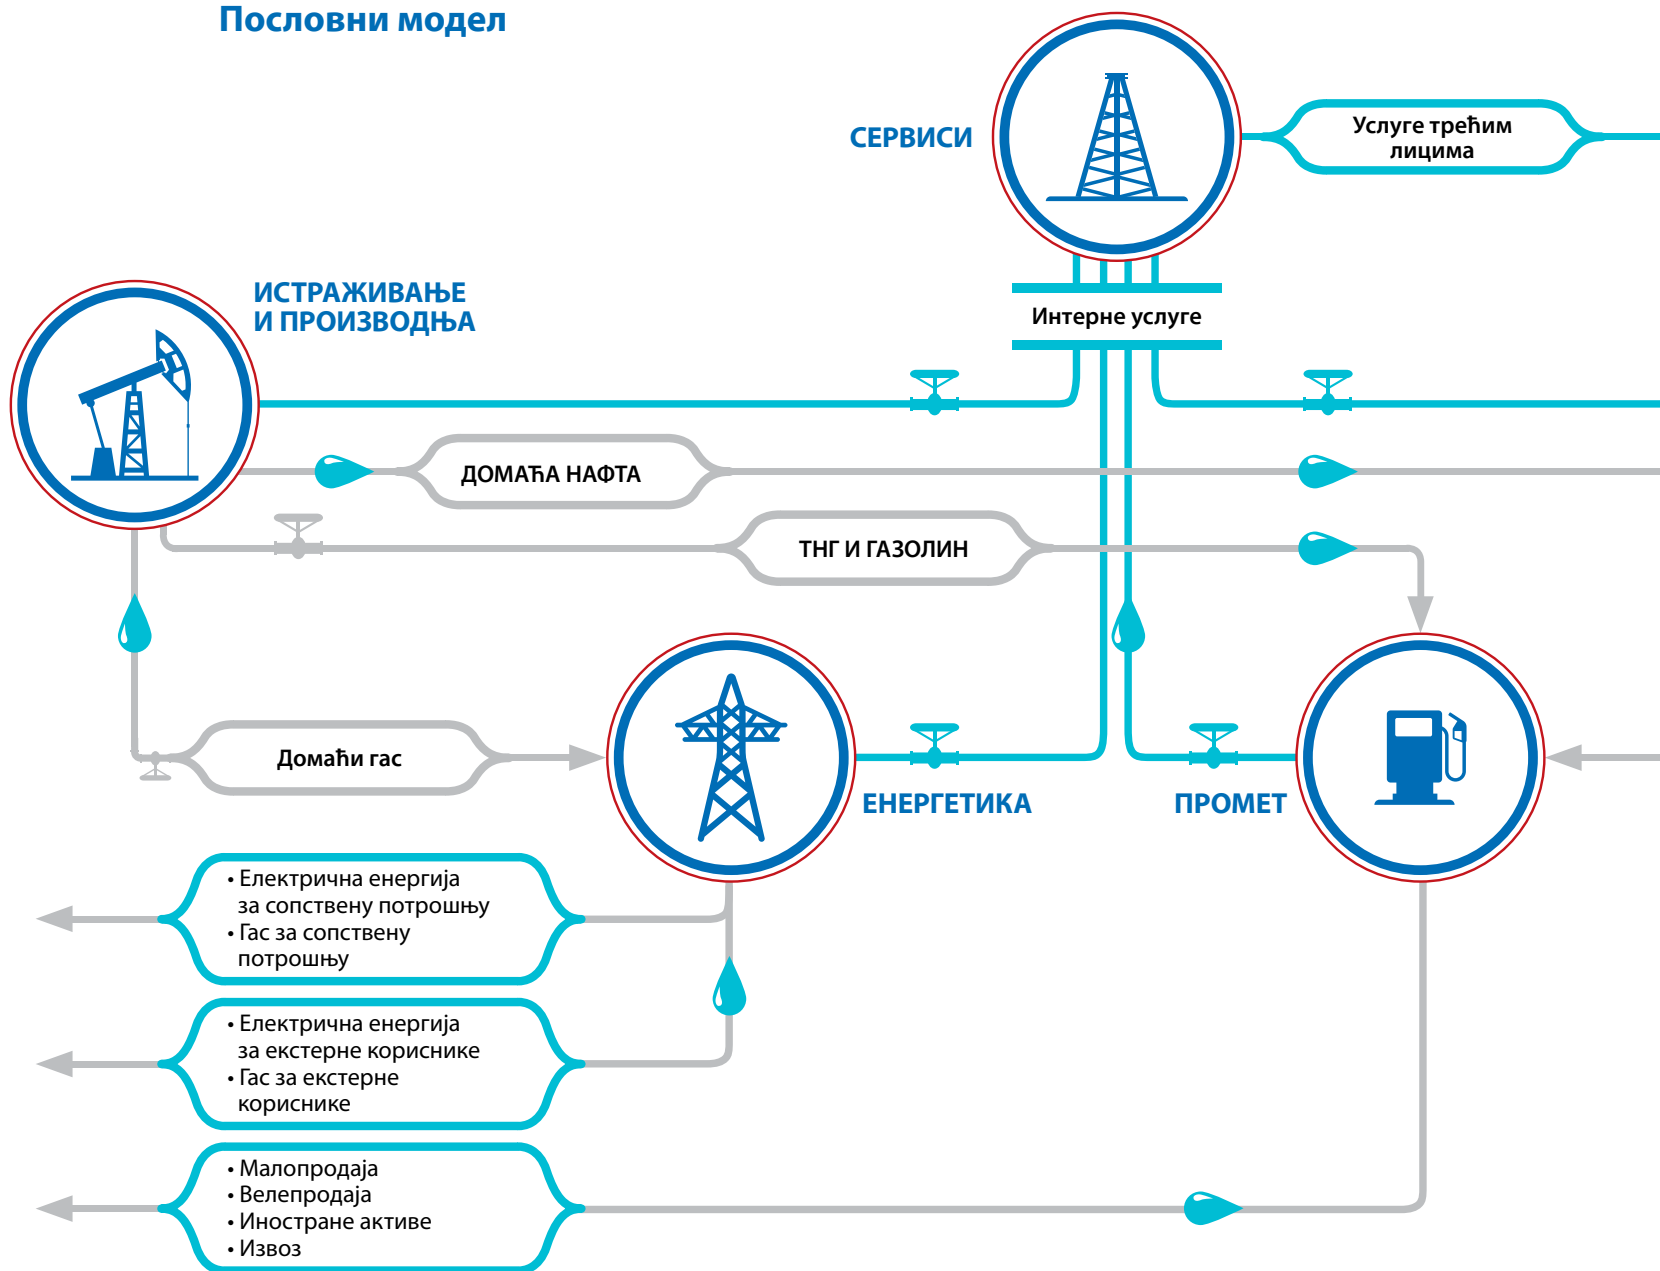 Пословни модел
СЕРВИСИ
Услуге трећим
лицима
ИСТРАЖИВАЊЕ
И ПРОИЗВОДЊА
Интерне услуге
ДОМАЋА НАФТА
ТНГ И ГАЗОЛИН
Домаћи гас
ЕНЕРГЕТИКА
ПРОМЕТ
• Електрична енергија
за сопствену потрошњу
• Гас за сопствену
потрошњу
• Електрична енергија
за екстерне кориснике
• Гас за екстерне
кориснике
• Малопродаја
• Велепродаја
• Иностране активе
• Извоз